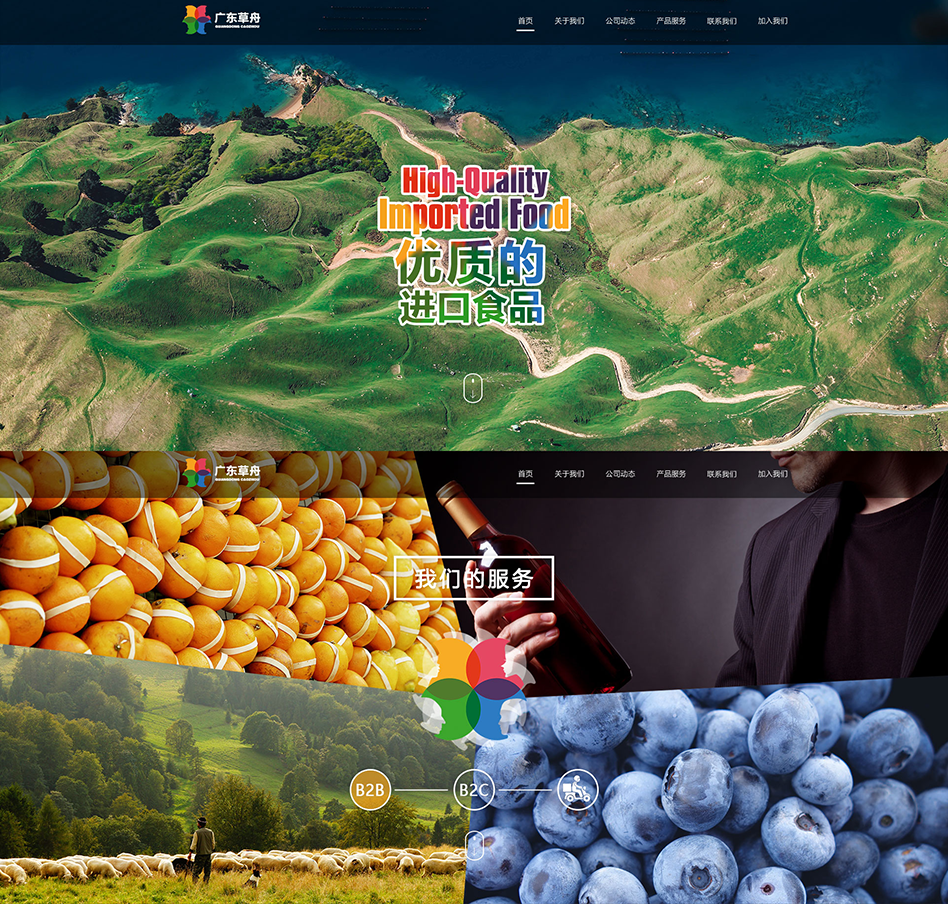 广东草舟
GUANGDONG CAOZHOU
首页 关于我们 公司动态 产品服务 联系我们 加入我们
High-Quality
Imported Food
优质的
进口食品
广东草舟
GUANGDONG CAOZHOU
首页 关于我们 公司动态 产品服务 联系我们 加入我们
我们的服务
B2B B2C